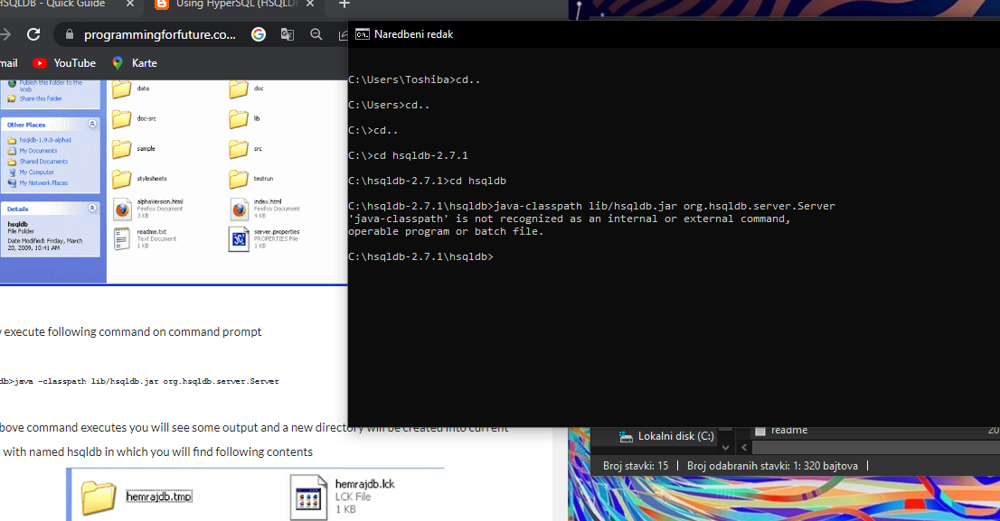 HSQLDB - Quick Guide
Using HyperSQL (HSQLD
programmingforfuture.co...
mail
YouTube
Karte
Publish this folder to the
Web
Share this folder
Other Places
hsqldb-1.9.0-alpha1
My Documents
Shared Documents
My Computer
My Network Places
Details
hsqldb
File Folder
Date Modified: Friday, March
20, 2009, 10:41 AM
data
doc
doc-src
lib
sample
src
stylesheets
testrun
alphaVersion.html
Firefox Document
3 KB
index.html
Firefox Document
4 KB
readme.txt
Text Document
1 KB
server.properties
PROPERTIES File
1 KB
execute following command on command prompt
db>java -classpath lib/hsqldb.jar org.hsqldb.server.Server
bove command executes you will see some output and a new directory will be created into current
with named hsqldb in which you will find following contents
hemrajdb.tmp
hemrajdb.lck
LCK File
1 KB
Naredbeni redak
C:\Users\Toshiba>cd..
C:\Users>cd..
C:\>cd..
C:\>cd hsqldb-2.7.1
C:\hsqldb-2.7.1>cd hsqldb
C:\hsqldb-2.7.1\hsqldb>java-classpath lib/hsqldb.jar org.hsqldb.server.Server
'java-classpath' is not recognized as an internal or external command,
operable program or batch file.
C:\hsqldb-2.7.1\hsqldb>
Lokalni disk (C:)
readme
20
Broj stavki: 15
Broj odabranih stavki: 1: 320 bajtova